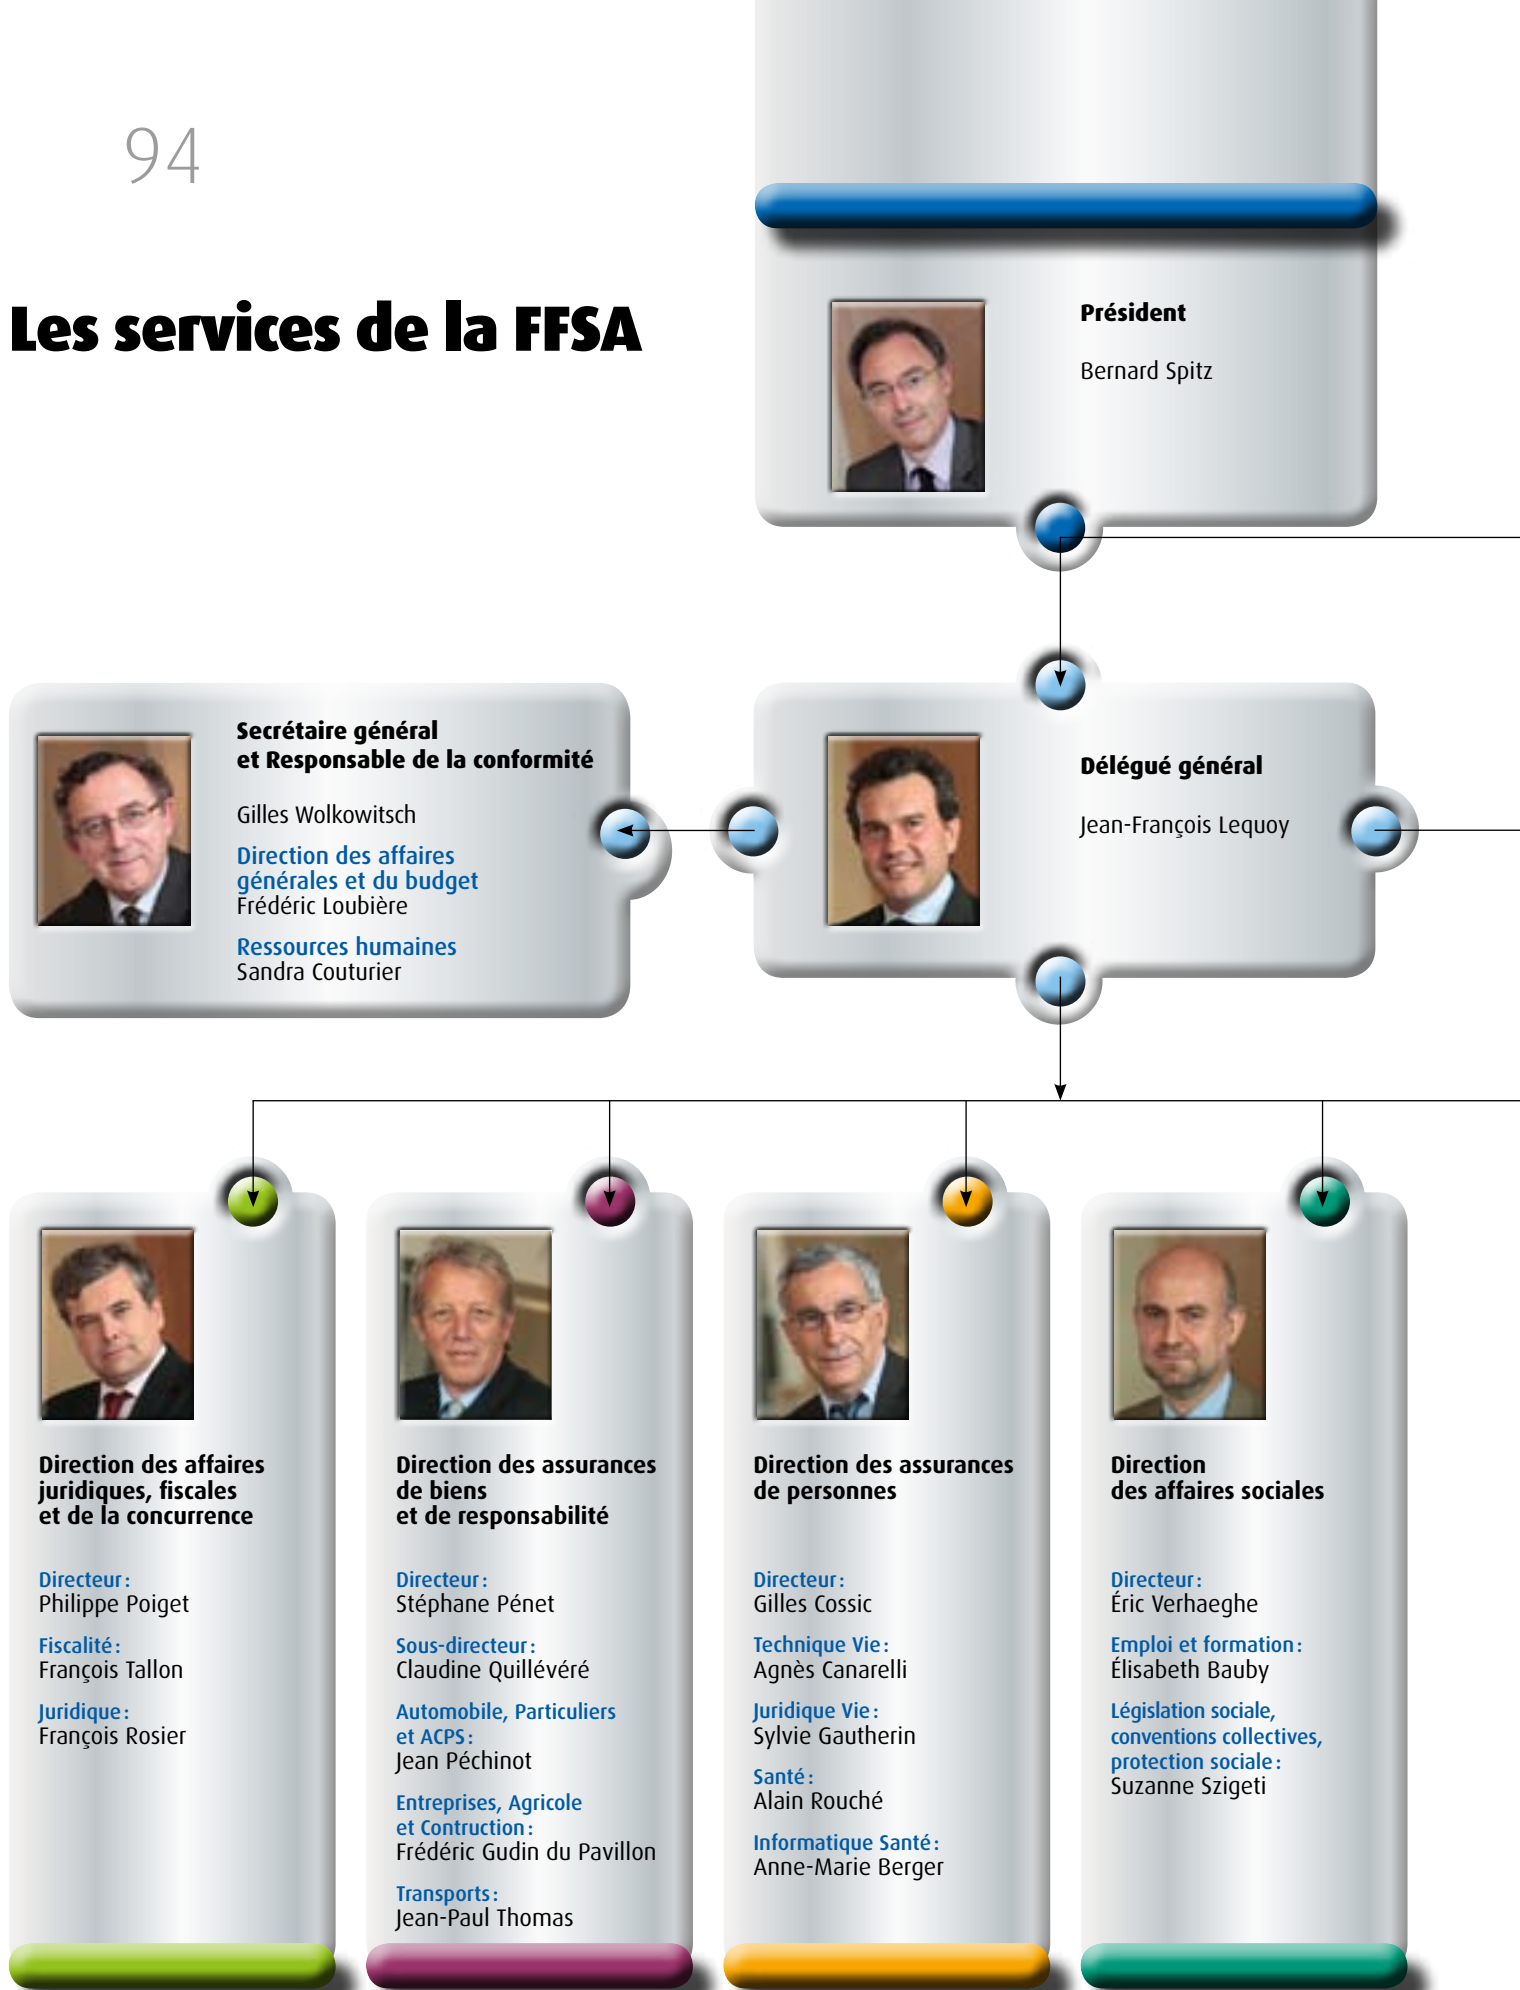 94
Les services de la FFSA
Président
Bernard Spitz
Secrétaire général
et Responsable de la conformité
Gilles Wolkowitsch
Direction des affaires
générales et du budget
Frédéric Loubière
Ressources humaines
Sandra Couturier
Délégué général
Jean-François Lequoy
Direction des affaires
juridiques, fiscales
et de la concurrence
Directeur :
Philippe Poiget
Fiscalité :
François Tallon
Juridique :
François Rosier
Direction des assurances
de biens
et de responsabilité
Directeur :
Stéphane Pénet
Sous-directeur :
Claudine Quillévéré
Automobile, Particuliers
et ACPS :
Jean Péchinot
Entreprises, Agricole
et Contruction :
Frédéric Gudin du Pavillon
Transports :
Jean-Paul Thomas
Direction des assurances
de personnes
Directeur :
Gilles Cossic
Technique Vie :
Agnès Canarelli
Juridique Vie :
Sylvie Gautherin
Santé :
Alain Rouché
Informatique Santé :
Anne-Marie Berger
Direction
des affaires sociales
Directeur :
Éric Verhaeghe
Emploi et formation :
Élisabeth Bauby
Législation sociale,
conventions collectives,
protection sociale :
Suzanne Szigeti